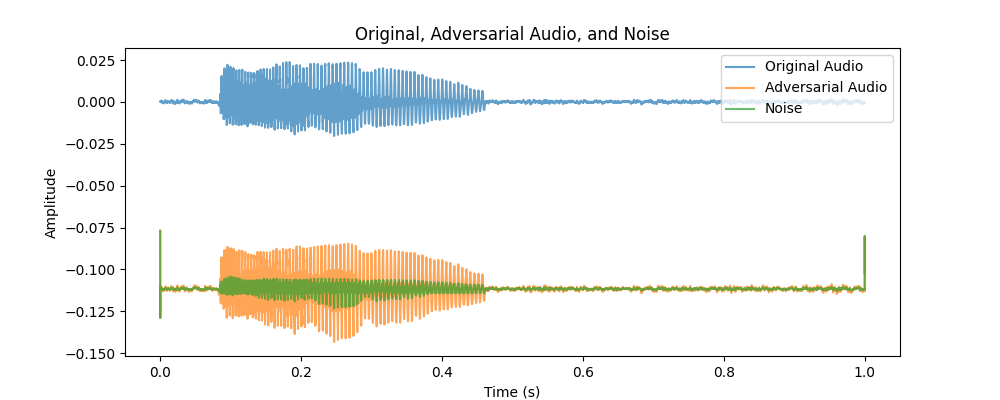 Original, Adversarial Audio, and Noise
Original Audio
Adversarial Audio
Noise
Amplitude
0.025
0.000
−0.025
−0.050
−0.075
−0.100
−0.125
−0.150
0.0 0.2 0.4 0.6 0.8 1.0
Time (s)